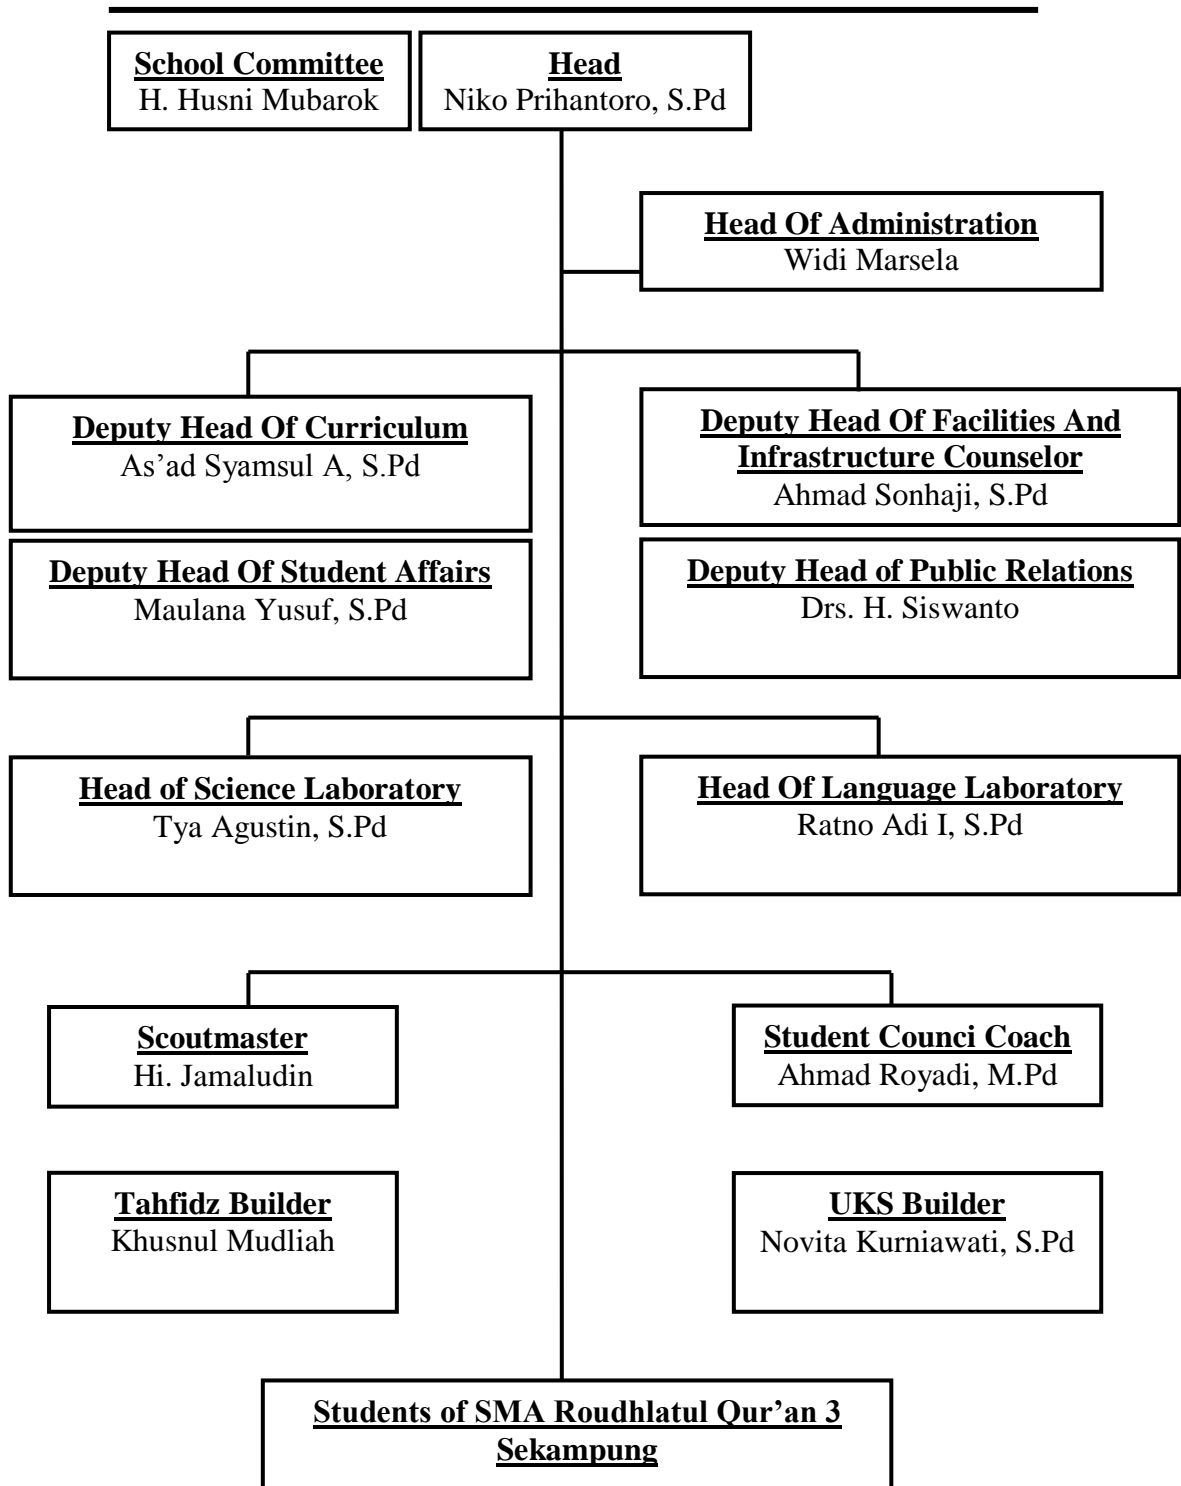 School Committee
H. Husni Mubarok
Head
Niko Prihantoro, S.Pd
Head Of Administration
Widi Marsela
Deputy Head Of Curriculum
As’ad Syamsul A, S.Pd
Deputy Head Of Facilities And
Infrastructure Counselor
Ahmad Sonhaji, S.Pd
Deputy Head Of Student Affairs
Maulana Yusuf, S.Pd
Deputy Head of Public Relations
Drs. H. Siswanto
Head of Science Laboratory
Tya Agustin, S.Pd
Head Of Language Laboratory
Ratno Adi I, S.Pd
Scoutmaster
Hi. Jamaludin
Student Counci Coach
Ahmad Royadi, M.Pd
Tahfidz Builder
Khusnul Mudliah
UKS Builder
Novita Kurniawati, S.Pd
Students of SMA Roudhlatul Qur’an 3
Sekampung